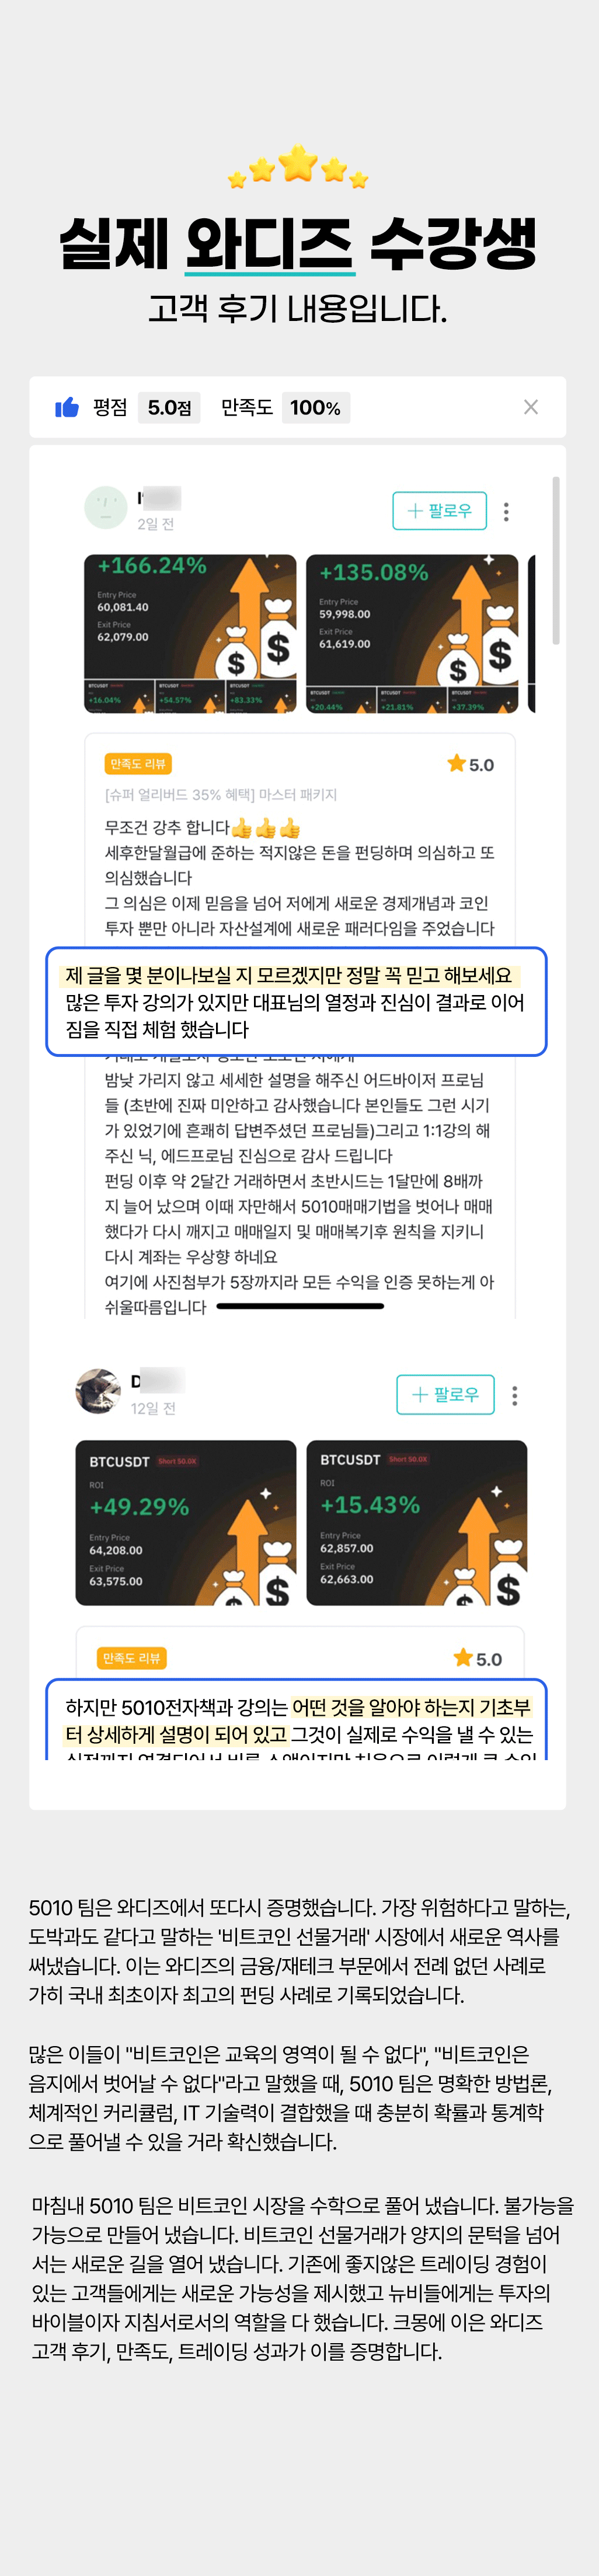 실제 와디즈 수강생
고객 후기 내용입니다.
평점 5.0점 만족도 100%
2일 전
+ 팔로우
+166.24%
Entry Price
60,081.40
Exit Price
62,079.00
BTCUSDT
BTCUSDT
BTCUSDT
+16.04%
+54.57%
+83.33%
+135.08%
Entry Price
59,998.00
Exit Price
61,619.00
BTCUSDT
BTCUSDT
BTCUSDT
+20.44%
+21.81%
+37.39%
만족도 리뷰
5.0
[슈퍼 얼리버드 35% 혜택] 마스터 패키지
무조건 강추 합니다👍👍👍
세후한달월급에 준하는 적지않은 돈을 펀딩하며 의심하고 또
의심했습니다
그 의심은 이제 믿음을 넘어 저에게 새로운 경제개념과 코인
투자 뿐만 아니라 자산설계에 새로운 패러다임을 주었습니다
제 글을 몇 분이나보실 지 모르겠지만 정말 꼭 믿고 해보세요
많은 투자 강의가 있지만 대표님의 열정과 진심이 결과로 이어
짐을 직접 체험 했습니다
밤낮 가리지 않고 세세한 설명을 해주신 어드바이저 프로님
들 (초반에 진짜 미안하고 감사했습니다 본인들도 그런 시기
가 있었기에 흔쾌히 답변주셨던 프로님들)그리고 1:1강의 해
주신 닉, 에드프로님 진심으로 감사 드립니다
펀딩 이후 약 2달간 거래하면서 초반시드는 1달만에 8배까
지 늘어 났으며 이때 자만해서 5010매매기법을 벗어나 매매
했다가 다시 깨지고 매매일지 및 매매복기후 원칙을 지키니
다시 계좌는 우상향 하네요
여기에 사진첨부가 5장까지라 모든 수익을 인증 못하는게 아
쉬울따름입니다
D
12일 전
+ 팔로우
BTCUSDT Short 50.0X
ROI
+49.29%
Entry Price
64,208.00
Exit Price
63,575.00
BTCUSDT Short 50.0X
ROI
+15.43%
Entry Price
62,857.00
Exit Price
62,663.00
만족도 리뷰
5.0
하지만 5010전자책과 강의는 어떤 것을 알아야 하는지 기초부
터 상세하게 설명이 되어 있고 그것이 실제로 수익을 낼 수 있는
5010 팀은 와디즈에서 또다시 증명했습니다. 가장 위험하다고 말하는,
도박과도 같다고 말하는 '비트코인 선물거래' 시장에서 새로운 역사를
써냈습니다. 이는 와디즈의 금융/재테크 부문에서 전례 없던 사례로
가히 국내 최초이자 최고의 펀딩 사례로 기록되었습니다.
많은 이들이 "비트코인은 교육의 영역이 될 수 없다", "비트코인은
음지에서 벗어날 수 없다"라고 말했을 때, 5010 팀은 명확한 방법론,
체계적인 커리큘럼, IT 기술력이 결합했을 때 충분히 확률과 통계학
으로 풀어낼 수 있을 거라 확신했습니다.
마침내 5010 팀은 비트코인 시장을 수학으로 풀어 냈습니다. 불가능을
가능으로 만들어 냈습니다. 비트코인 선물거래가 양지의 문턱을 넘어
서는 새로운 길을 열어 냈습니다. 기존에 좋지않은 트레이딩 경험이
있는 고객들에게는 새로운 가능성을 제시했고 뉴비들에게는 투자의
바이블이자 지침서로서의 역할을 다 했습니다. 크몽에 이은 와디즈
고객 후기, 만족도, 트레이딩 성과가 이를 증명합니다.